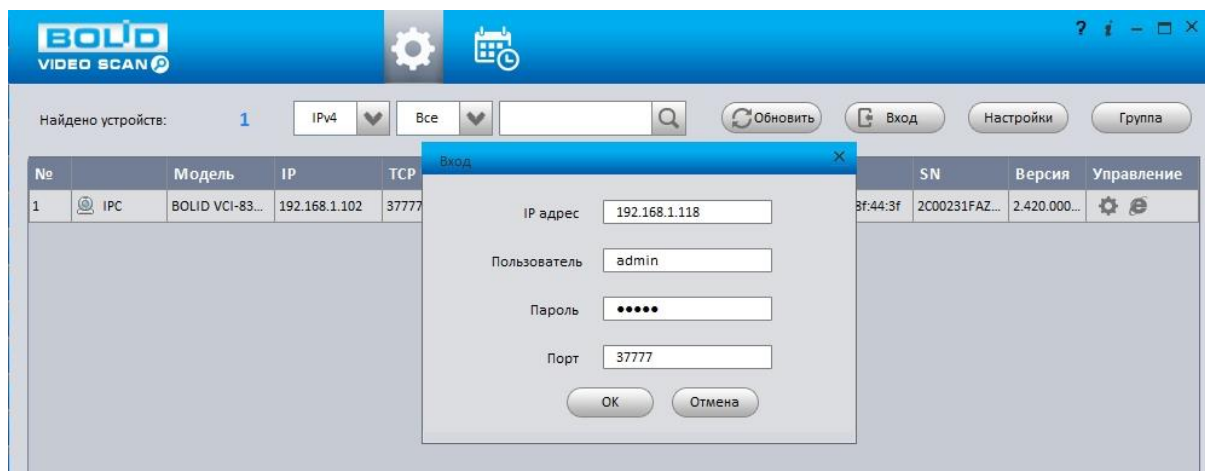 BOLID
VIDEO SCAN
? i
Найдено устройств: 1 IPv4 Все Обновить Вход Настройки Группа
№ Модель IP TCP SN Версия Управление
1 IPC BOLID VCI-83... 192.168.1.102 37777 3f:44:3f 2C00231FAZ... 2.420.000...
Вход
IP адрес 192.168.1.118
Пользователь admin
Пароль •••••
Порт 37777
OK Отмена